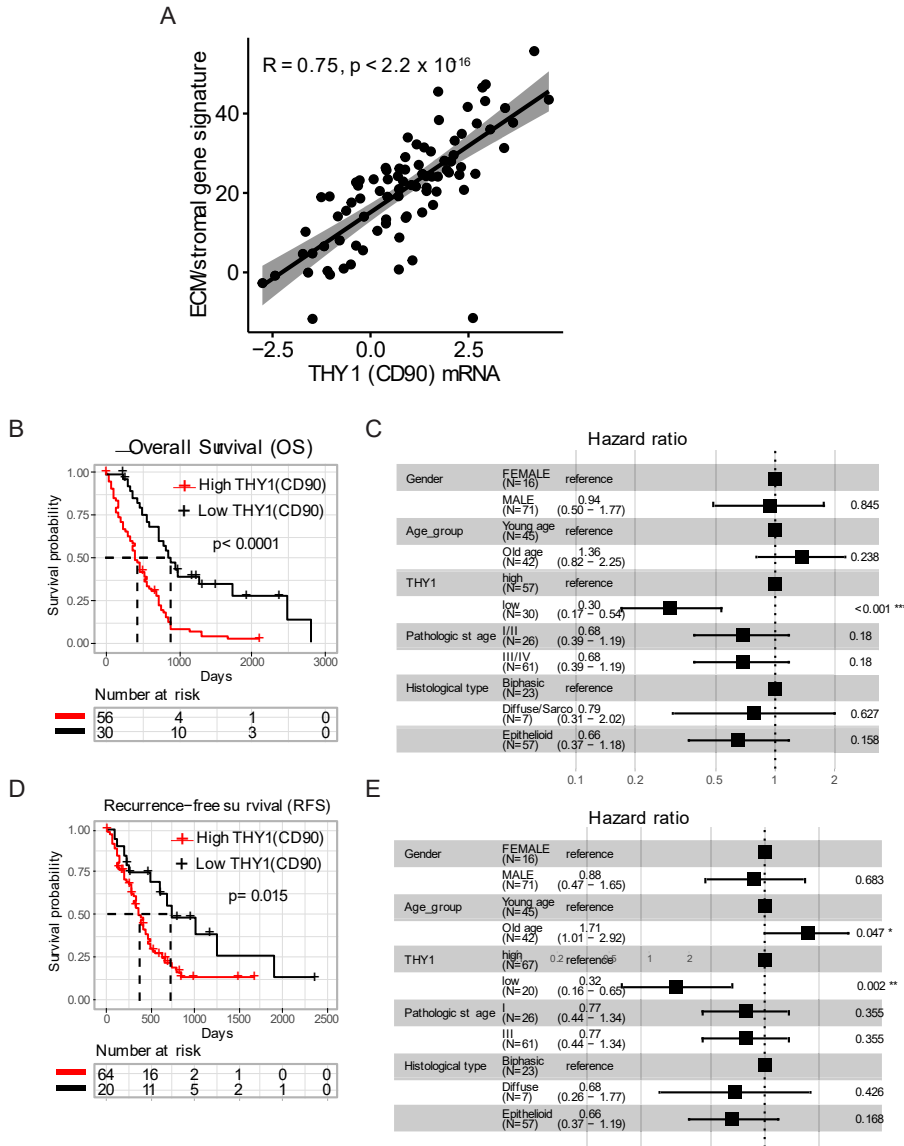 A
R = 0.75, p < 2.2 x 10-16
ECM/stromal gene signature
40
20
0
−2.5
0.0
2.5
THY1 (CD90) mRNA
B
Overall Survival (OS)
Survival probability
1.00
0.75
0.50
0.25
0.00
High THY1(CD90)
Low THY1(CD90)
p< 0.0001
0
1000
2000
3000
Days
Number at risk
56 4 1 0
30 10 3 0
C
Hazard ratio
Gender FEMALE (N=16) reference
MALE (N=71) 0.94 (0.50 − 1.77) 0.845
Age_group Young age (N=45) reference
Old age (N=42) 1.36 (0.82 − 2.25) 0.238
THY1 high (N=57) reference
low (N=30) 0.30 (0.17 − 0.54) <0.001 ***
Pathologic st age I/II (N=26) 0.68 (0.39 − 1.19) 0.18
III/IV (N=61) 0.68 (0.39 − 1.19) 0.18
Histological type Biphasic (N=23) reference
Diffuse/Sarco (N=7) 0.79 (0.31 − 2.02) 0.627
Epithelioid (N=57) 0.66 (0.37 − 1.18) 0.158
0.1 0.2 0.5 1 2
D
Recurrence-free su rvival (RFS)
Survival probability
1.00
0.75
0.50
0.25
0.00
High THY1(CD90)
Low THY1(CD90)
p= 0.015
0 500 1000 1500 2000 2500
Days
Number at risk
64 16 2 1 0 0
20 11 5 2 1 0
E
Hazard ratio
Gender FEMALE (N=16) reference
MALE (N=71) 0.88 (0.47 − 1.65) 0.683
Age_group Young age (N=45) reference
Old age (N=42) 1.71 (1.01 − 2.92) 0.047 *
THY1 high (N=67) reference 0.2 0.5 1 2
low (N=20) 0.32 (0.16 − 0.65) 0.002 **
Pathologic st age I (N=26) 0.77 (0.44 − 1.34) 0.355
III (N=61) 0.77 (0.44 − 1.34) 0.355
Histological type Biphasic (N=23) reference
Diffuse (N=7) 0.68 (0.26 − 1.77) 0.426
Epithelioid (N=57) 0.66 (0.37 − 1.19) 0.168